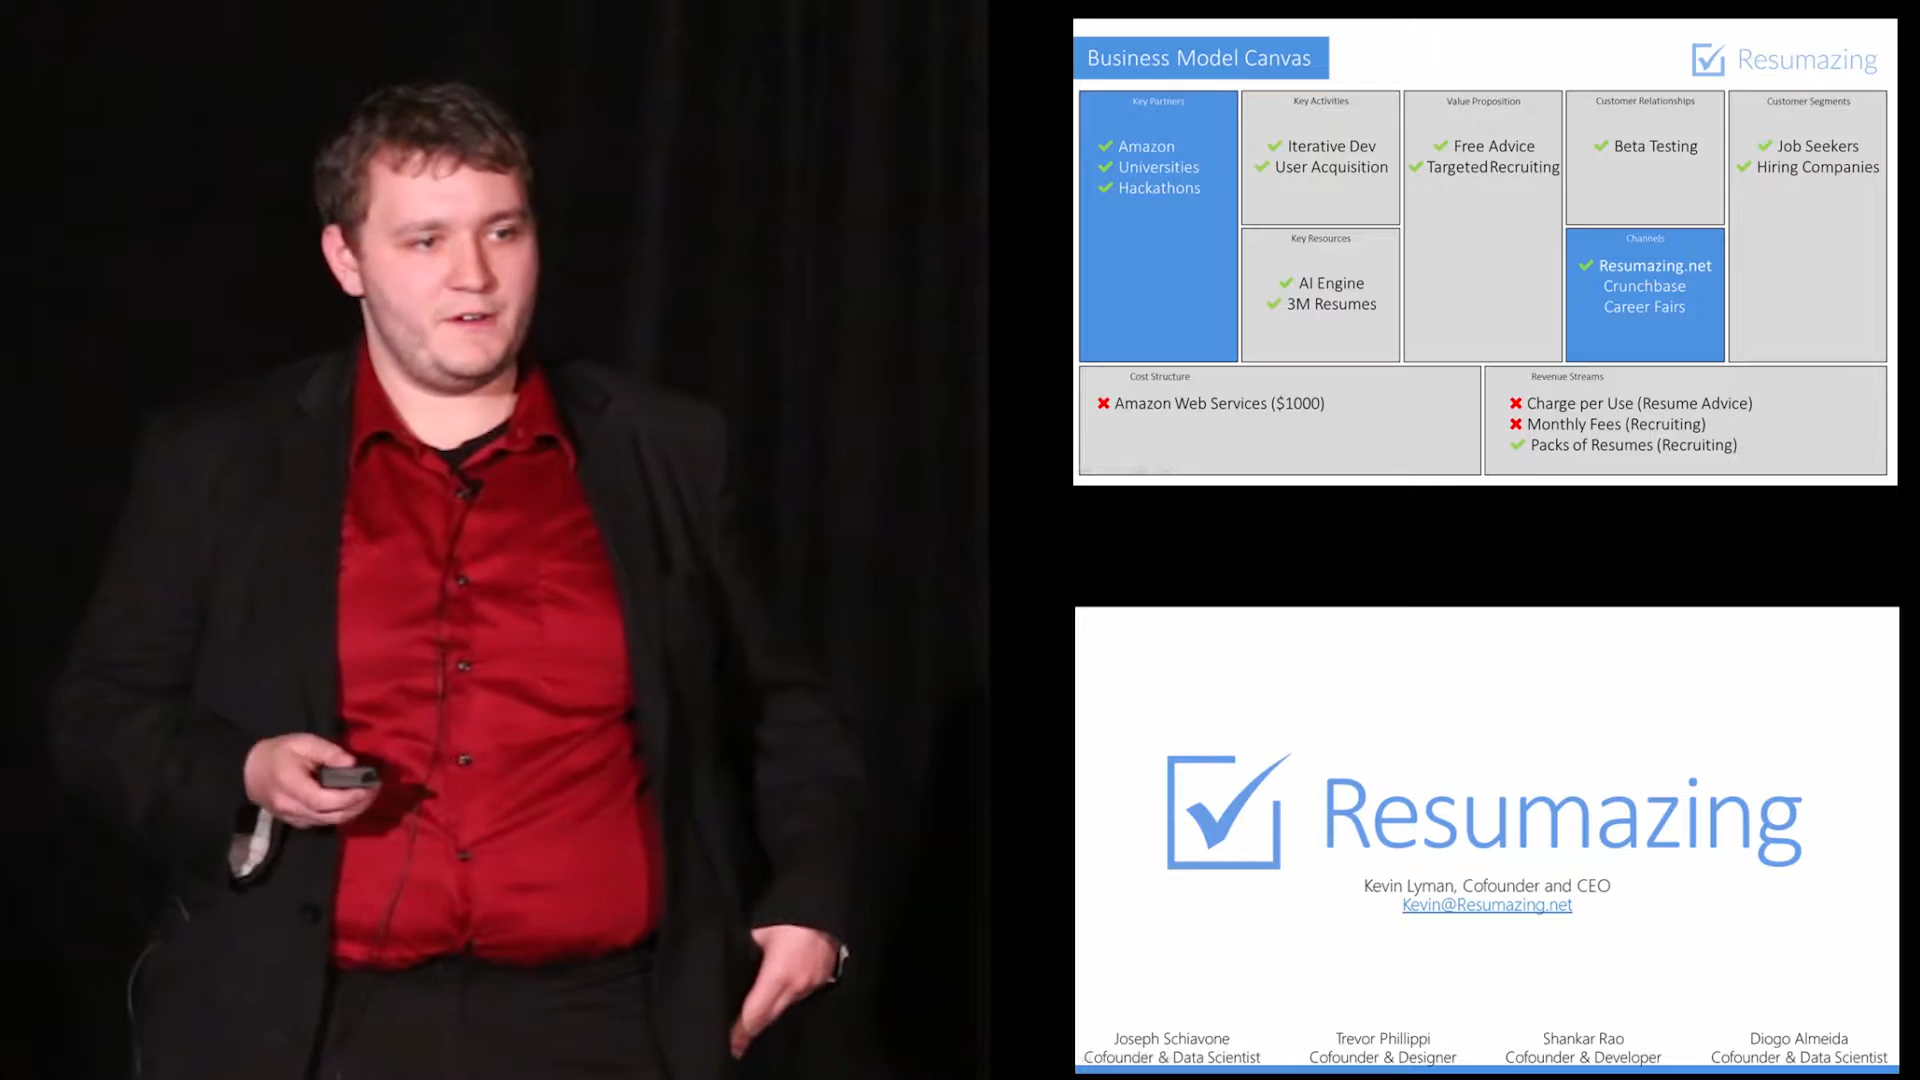 Business Model Canvas
Resumazing
Key Partners
Amazon
Universities
Hackathons
Key Activities
Iterative Dev
User Acquisition
Key Resources
AI Engine
3M Resumes
Value Proposition
Free Advice
Targeted Recruiting
Customer Relationships
Beta Testing
Channels
Resumazing.net
Crunchbase
Career Fairs
Customer Segments
Job Seekers
Hiring Companies
Cost Structure
Amazon Web Services ($1000)
Revenue Streams
Charge per Use (Resume Advice)
Monthly Fees (Recruiting)
Packs of Resumes (Recruiting)
Resumazing
Kevin Lyman, Cofounder and CEO
Kevin@Resumazing.net
Joseph Schiavone
Cofounder & Data Scientist
Trevor Phillippi
Cofounder & Designer
Shankar Rao
Cofounder & Developer
Diogo Almeida
Cofounder & Data Scientist